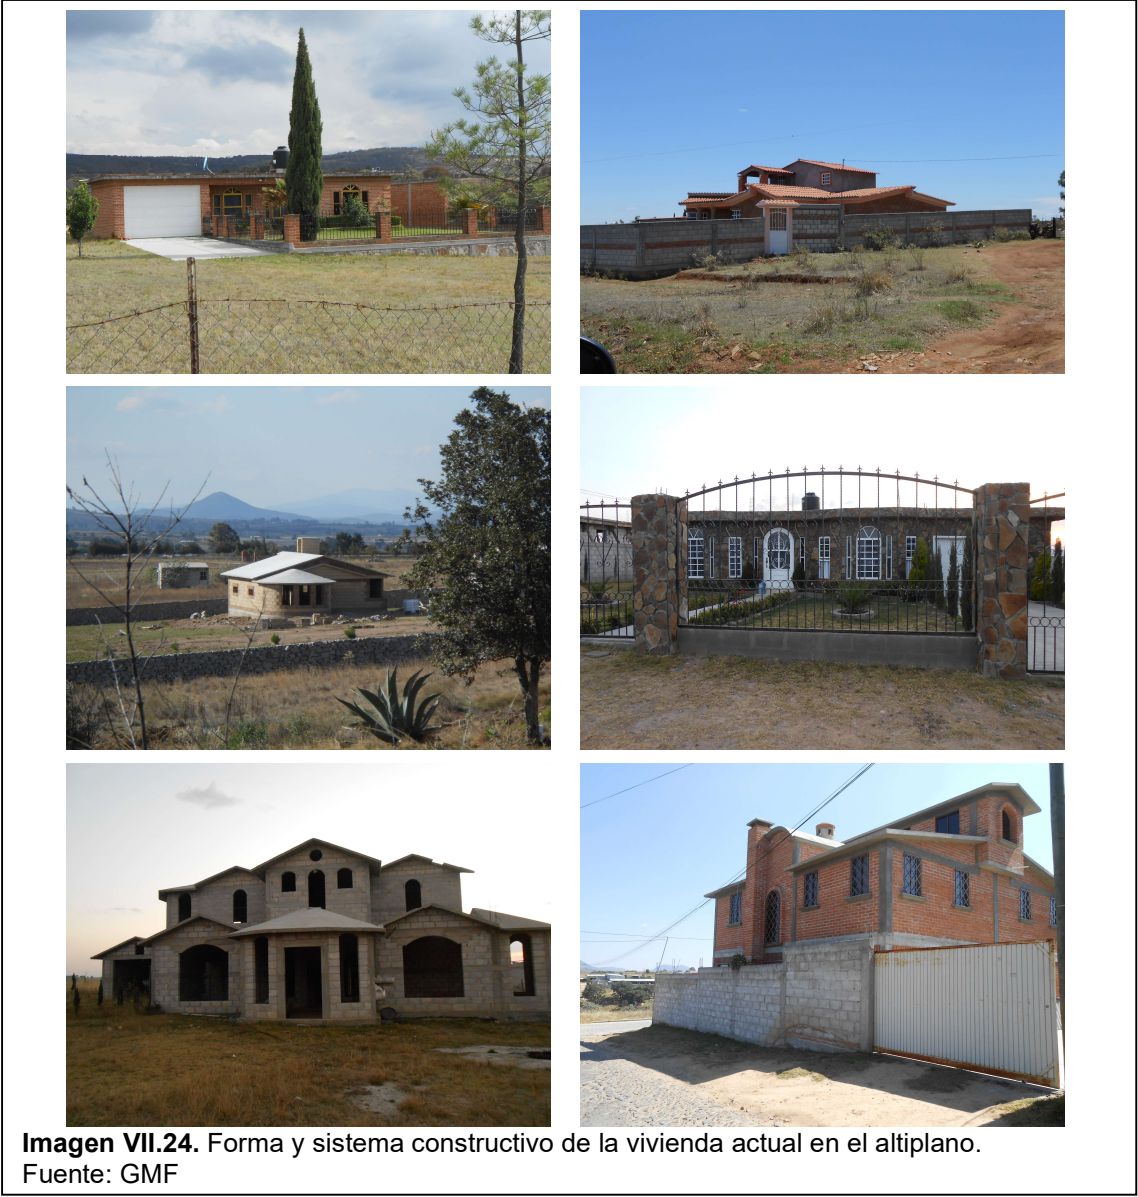 Imagen VII.24. Forma y sistema constructivo de la vivienda actual en el altiplano.
Fuente: GMF